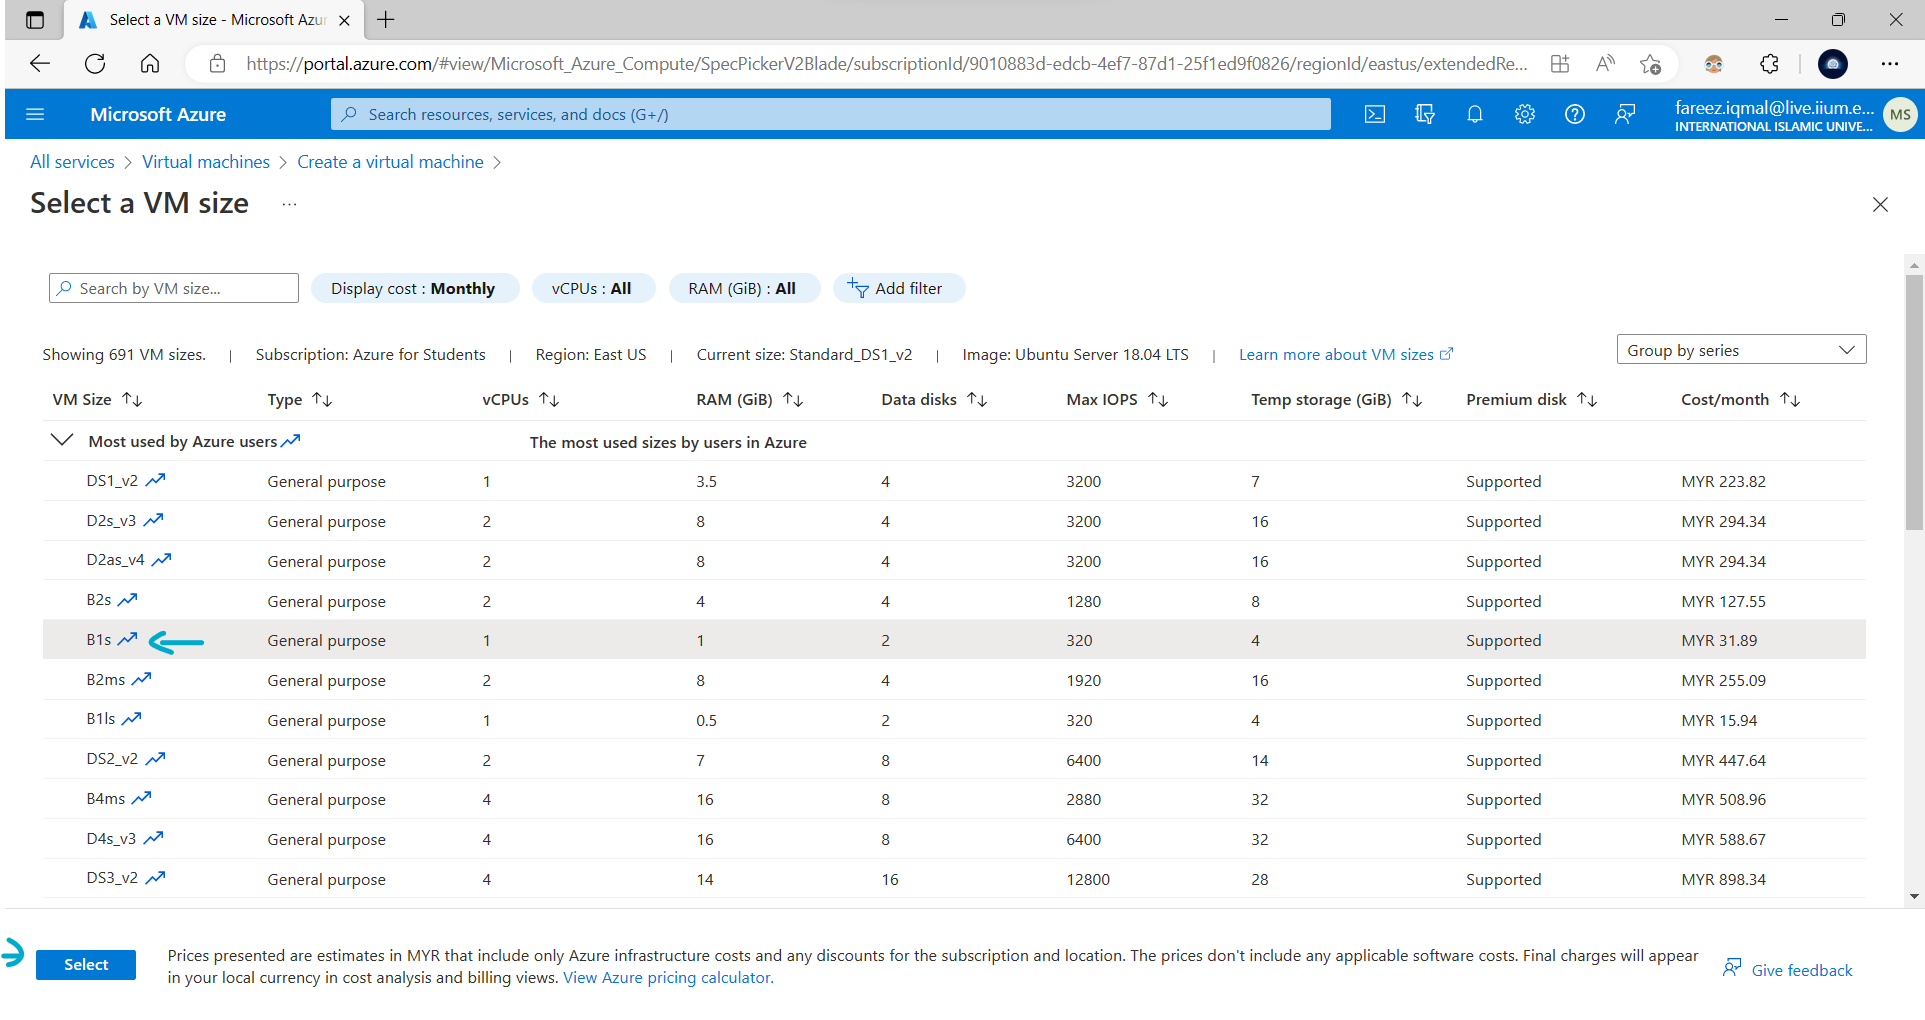 Select a VM size - Microsoft Azur
https://portal.azure.com/#view/Microsoft_Azure_Compute/SpecPickerV2Blade/subscriptionId/9010883d-edcb-4ef7-87d1-25f1ed9f0826/regionId/eastus/extendedRe...
Microsoft Azure
Search resources, services, and docs (G+/)
fareez.iqmal@live.iium.e...
INTERNATIONAL ISLAMIC UNIVE...
MS
All services > Virtual machines > Create a virtual machine >
Select a VM size ...
Search by VM size... Display cost : Monthly vCPUs : All RAM (GiB) : All Add filter
Showing 691 VM sizes. | Subscription: Azure for Students | Region: East US | Current size: Standard_DS1_v2 | Image: Ubuntu Server 18.04 LTS | Learn more about VM sizes Group by series
VM Size Type vCPUs RAM (GiB) Data disks Max IOPS Temp storage (GiB) Premium disk Cost/month
Most used by Azure users The most used sizes by users in Azure
DS1_v2 General purpose 1 3.5 4 3200 7 Supported MYR 223.82
D2s_v3 General purpose 2 8 4 3200 16 Supported MYR 294.34
D2as_v4 General purpose 2 8 4 3200 16 Supported MYR 294.34
B2s General purpose 2 4 4 1280 8 Supported MYR 127.55
B1s General purpose 1 1 2 320 4 Supported MYR 31.89
B2ms General purpose 2 8 4 1920 16 Supported MYR 255.09
B1ls General purpose 1 0.5 2 320 4 Supported MYR 15.94
DS2_v2 General purpose 2 7 8 6400 14 Supported MYR 447.64
B4ms General purpose 4 16 8 2880 32 Supported MYR 508.96
D4s_v3 General purpose 4 16 8 6400 32 Supported MYR 588.67
DS3_v2 General purpose 4 14 16 12800 28 Supported MYR 898.34
Select
Prices presented are estimates in MYR that include only Azure infrastructure costs and any discounts for the subscription and location. The prices don't include any applicable software costs. Final charges will appear
in your local currency in cost analysis and billing views. View Azure pricing calculator.
Give feedback